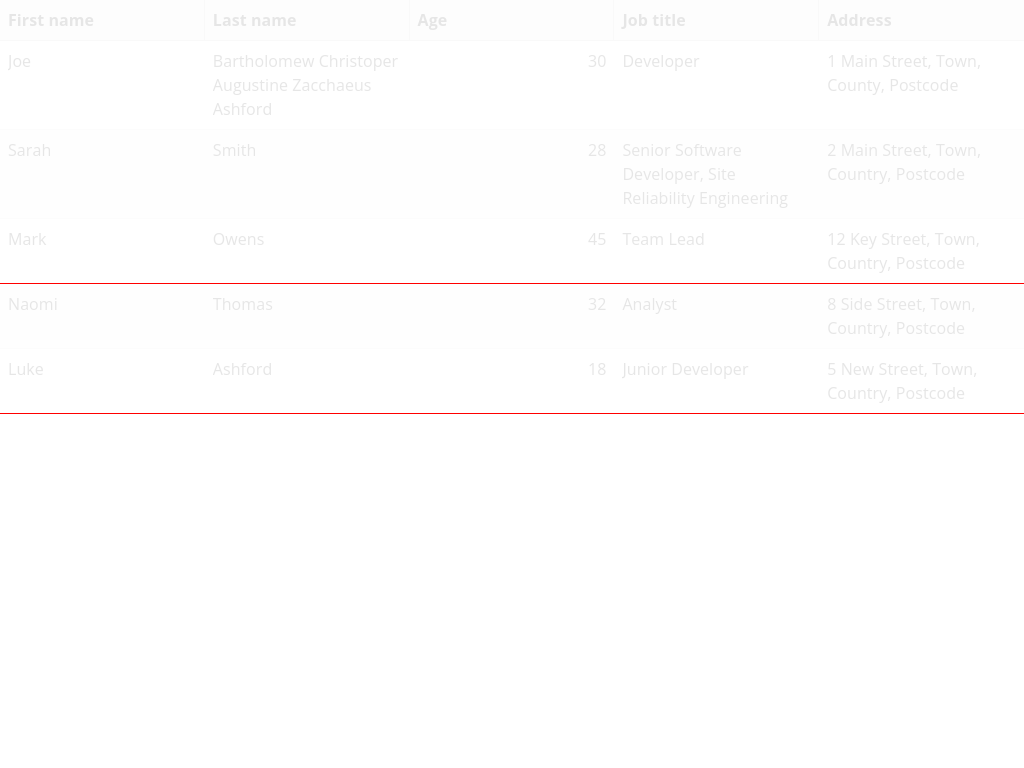 First name Last name Age Job title Address
Joe Bartholomew Christoper 30 Developer 1 Main Street, Town,
Augustine Zacchaeus County, Postcode
Ashford
Sarah Smith 28 Senior Software 2 Main Street, Town,
Developer, Site Country, Postcode
Reliability Engineering
Mark Owens 45 Team Lead 12 Key Street, Town,
Country, Postcode
Naomi Thomas 32 Analyst 8 Side Street, Town,
Country, Postcode
Luke Ashford 18 Junior Developer 5 New Street, Town,
Country, Postcode